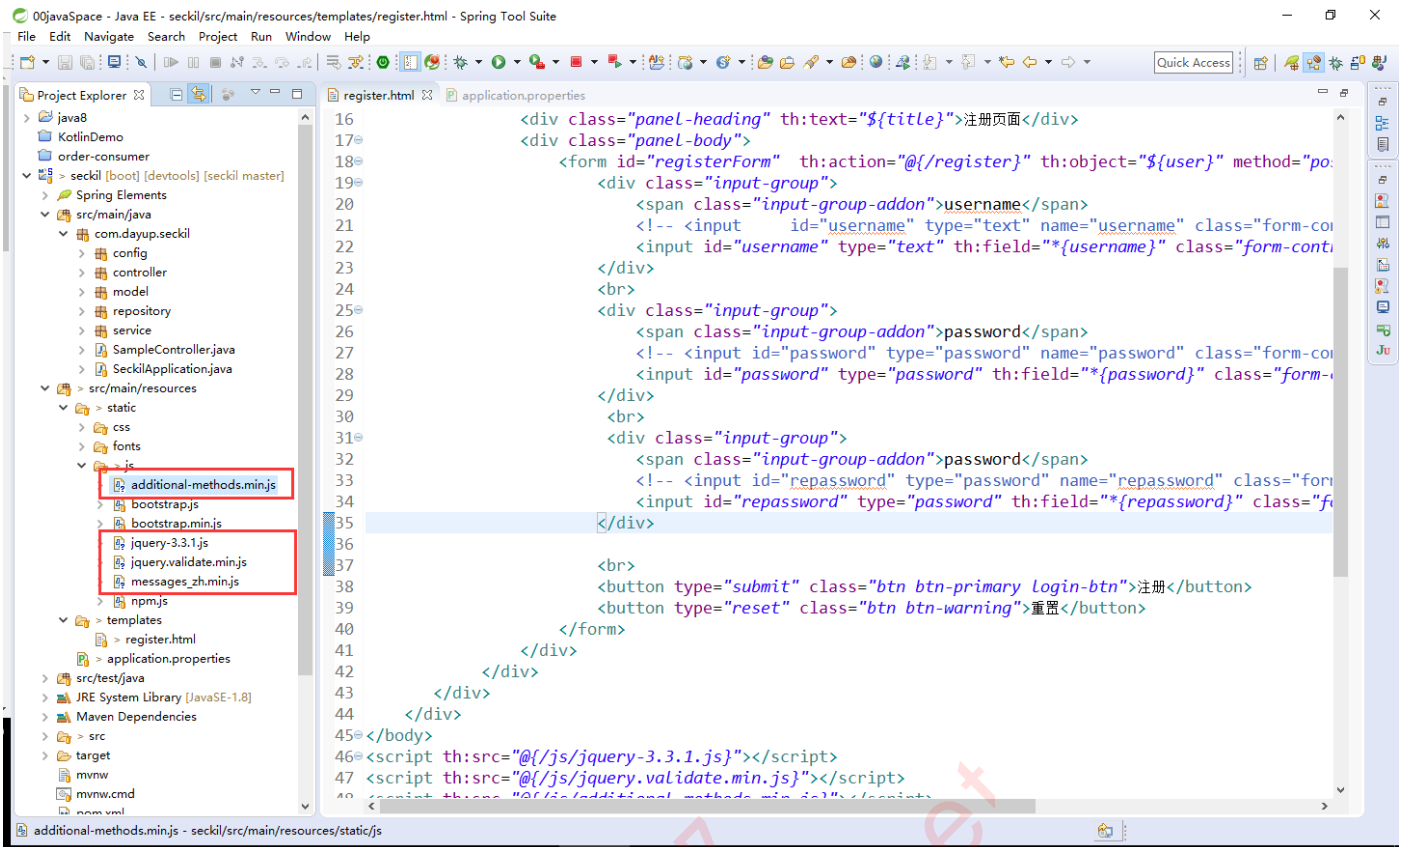 00javaSpace - Java EE - seckil/src/main/resources/templates/register.html - Spring Tool Suite
File Edit Navigate Search Project Run Window Help
Quick Access
Project Explorer
java8
KotlinDemo
order-consumer
> seckil [boot] [devtools] [seckil master]
Spring Elements
src/main/java
com.dayup.seckil
config
controller
model
repository
service
SampleController.java
SeckilApplication.java
> src/main/resources
> static
css
fonts
> js
additional-methods.min.js
bootstrap.js
bootstrap.min.js
jquery-3.3.1.js
jquery.validate.min.js
messages_zh.min.js
npm.js
> templates
> register.html
> application.properties
src/test/java
JRE System Library [JavaSE-1.8]
Maven Dependencies
> src
target
mvnw
mvnw.cmd
pom.xml
register.html application.properties
16 <div class="panel-heading" th:text="${title}">注册页面</div>
17 <div class="panel-body">
18 <form id="registerForm" th:action="@{/register}" th:object="${user}" method="po
19 <div class="input-group">
20 <span class="input-group-addon">username</span>
21 <!-- <input id="username" type="text" name="username" class="form-co
22 <input id="username" type="text" th:field="*{username}" class="form-cont
23 </div>
24 <br>
25 <div class="input-group">
26 <span class="input-group-addon">password</span>
27 <!-- <input id="password" type="password" name="password" class="form-co
28 <input id="password" type="password" th:field="*{password}" class="form-
29 </div>
30 <br>
31 <div class="input-group">
32 <span class="input-group-addon">password</span>
33 <!-- <input id="repassword" type="password" name="repassword" class="for
34 <input id="repassword" type="password" th:field="*{repassword}" class="f
35 </div>
36
37 <br>
38 <button type="submit" class="btn btn-primary login-btn">注册</button>
39 <button type="reset" class="btn btn-warning">重置</button>
40 </form>
41 </div>
42 </div>
43 </div>
44 </div>
45 </body>
46 <script th:src="@{/js/jquery-3.3.1.js}"></script>
47 <script th:src="@{/js/jquery.validate.min.js}"></script>
48 <script th:src="@{/js/additional-methods.min.js}"></script>
additional-methods.min.js - seckil/src/main/resources/static/js